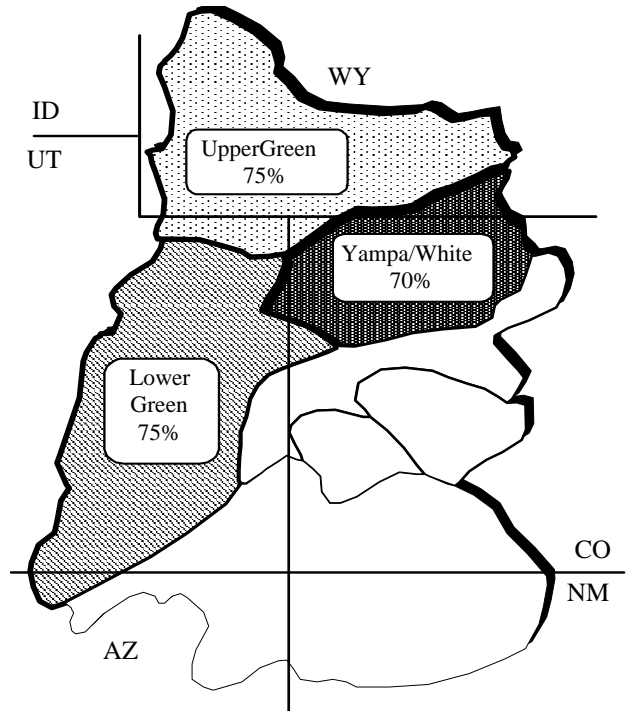 WY
ID
UT
UpperGreen
75%
Yampa/White
70%
Lower
Green
75%
CO
NM
AZ